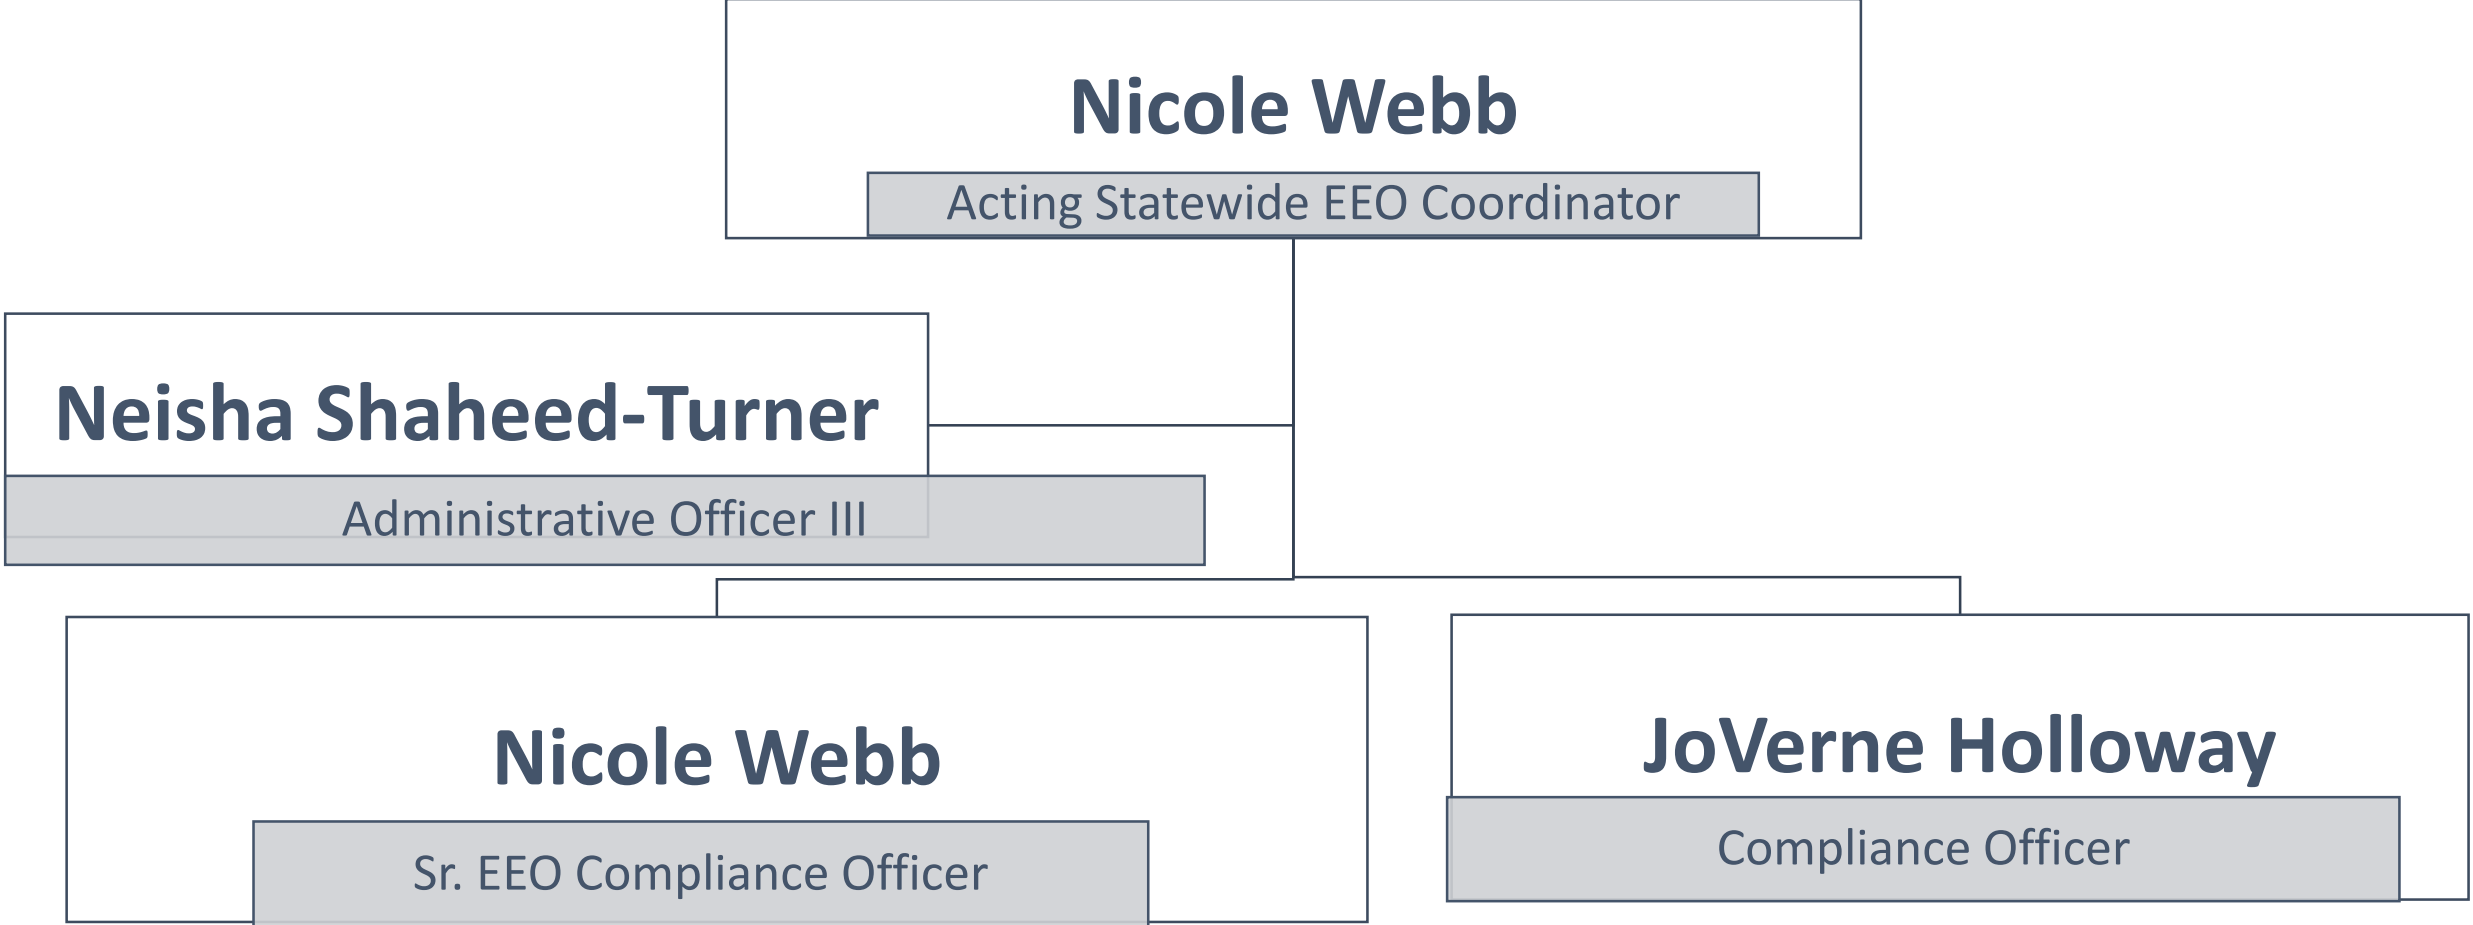 Nicole Webb
Acting Statewide EEO Coordinator
Neisha Shaheed-Turner
Administrative Officer III
Nicole Webb
Sr. EEO Compliance Officer
JoVerne Holloway
Compliance Officer